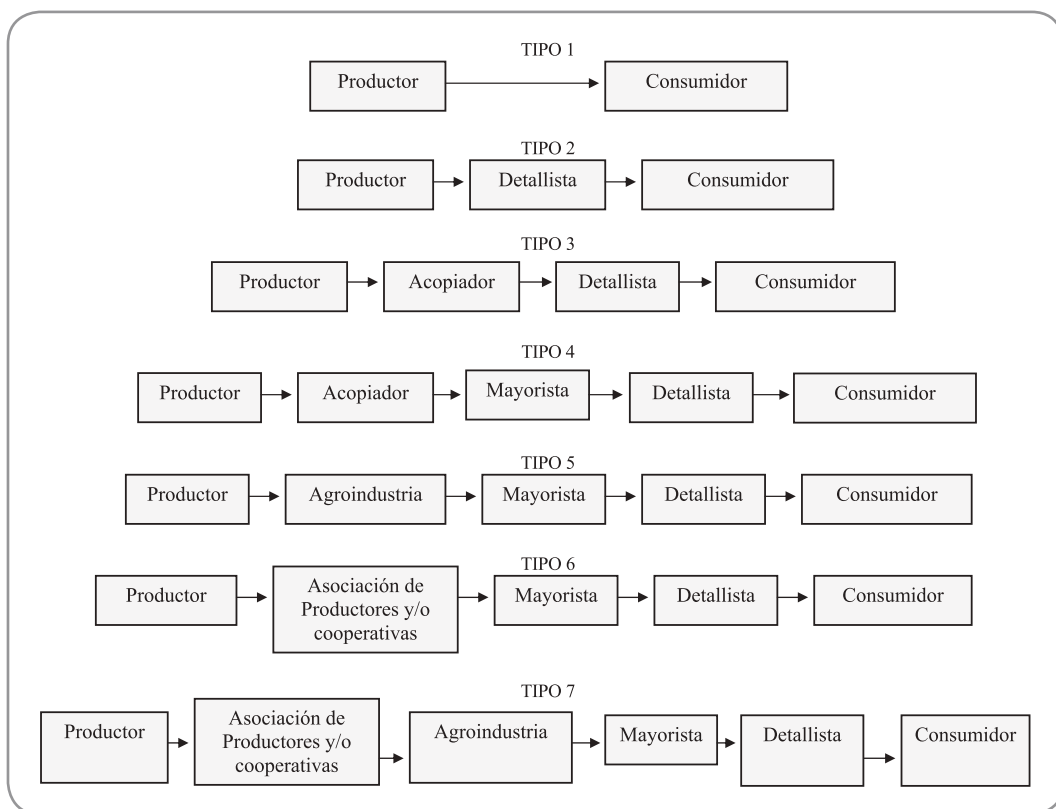 TIPO 1
Productor
Consumidor
TIPO 2
Productor
Detallista
Consumidor
TIPO 3
Productor
Acopiador
Detallista
Consumidor
TIPO 4
Productor
Acopiador
Mayorista
Detallista
Consumidor
TIPO 5
Productor
Agroindustria
Mayorista
Detallista
Consumidor
TIPO 6
Productor
Asociación de
Productores y/o
cooperativas
Mayorista
Detallista
Consumidor
TIPO 7
Productor
Asociación de
Productores y/o
cooperativas
Agroindustria
Mayorista
Detallista
Consumidor